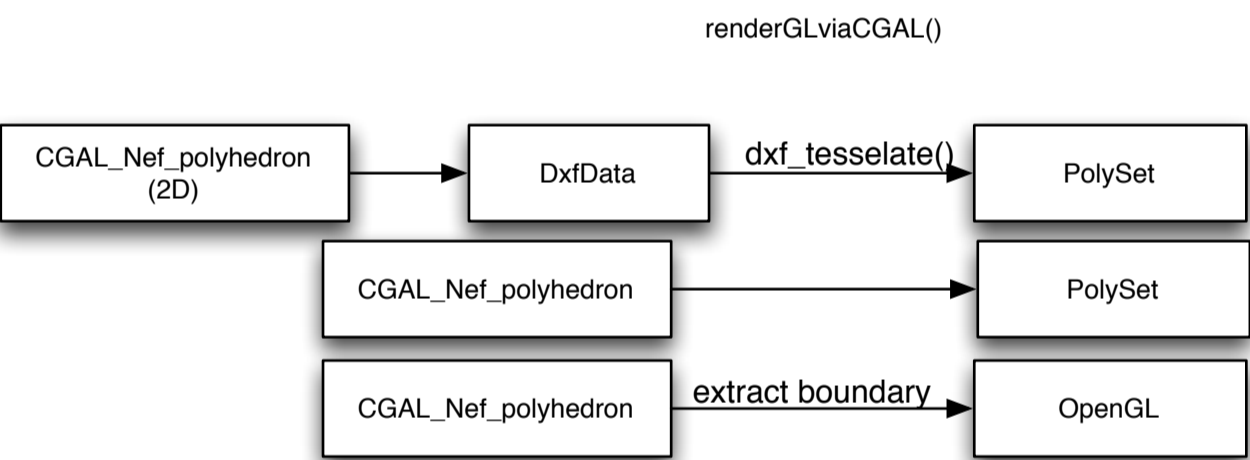 renderGLviaCGAL()
CGAL_Nef_polyhedron
(2D)
DxfData
dxf_tesselate()
PolySet
CGAL_Nef_polyhedron
PolySet
CGAL_Nef_polyhedron
extract boundary
OpenGL